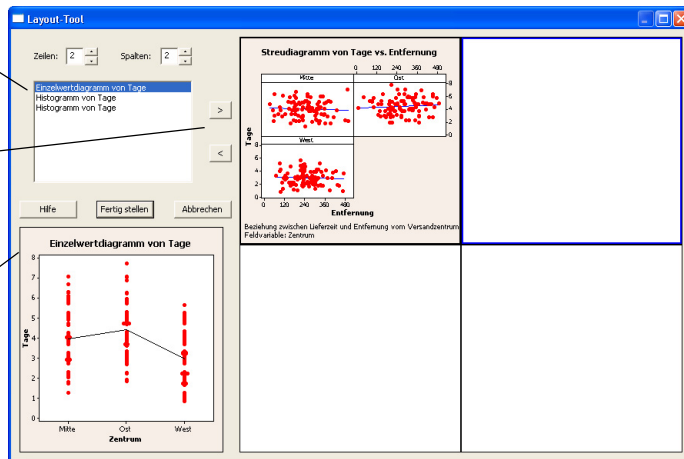 Layout-Tool
Zeilen: 2 Spalten: 2
Einzelwertdiagramm von Tage
Histogramm von Tage
Histogramm von Tage
>
<
Hilfe Fertig stellen Abbrechen
Einzelwertdiagramm von Tage
8
7
6
5
4
3
2
1
0
Tage
Mitte Ost West
Zentrum
Streudiagramm von Tage vs. Entfernung
0 120 240 360 480
Mitte Ost
8
6
4
2
0
West
8
6
4
2
0
Tage
0 120 240 360 480
Entfernung
Beziehung zwischen Lieferzeit und Entfernung vom Versandzentrum
Feldvariable: Zentrum